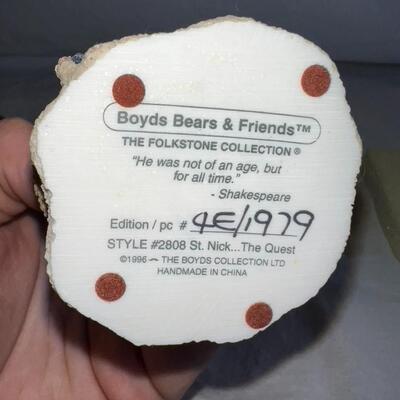 Boyds Bears & Friends™
THE FOLKSTONE COLLECTION®
"He was not of an age, but
for all time."
- Shakespeare
Edition / pc # 4E/1979
STYLE #2808 St. Nick...The Quest
©1996 ~ THE BOYDS COLLECTION LTD
HANDMADE IN CHINA